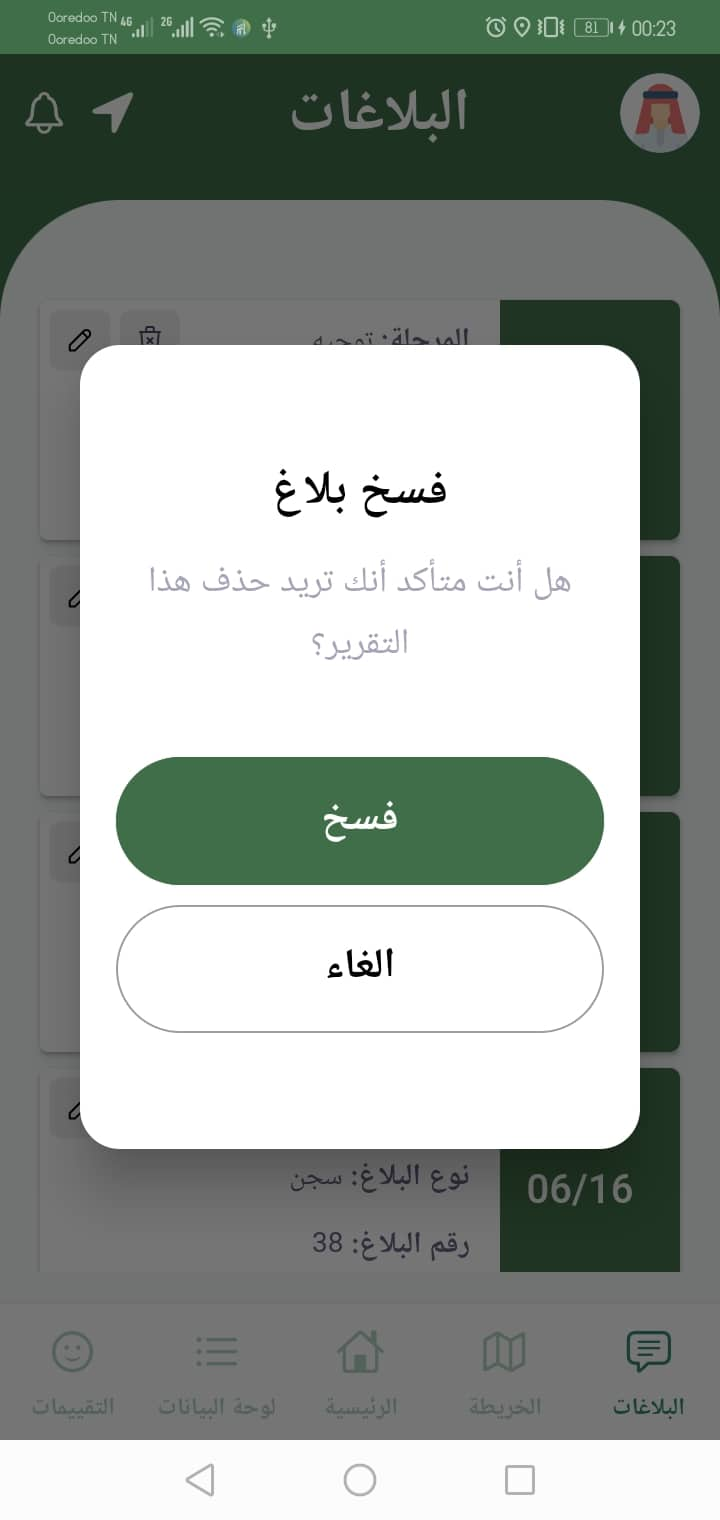 Ooredoo TN 4G 2G 81 00:23
Ooredoo TN
البلاغات
المرحلة: توجيه
فسخ بلاغ
هل أنت متأكد أنك تريد حذف هذا
التقرير؟
فسخ
الغاء
نوع البلاغ: سجن
06/16
رقم البلاغ: 38
البلاغات
الخريطة
الرئيسية
لوحة البيانات
التقييمات